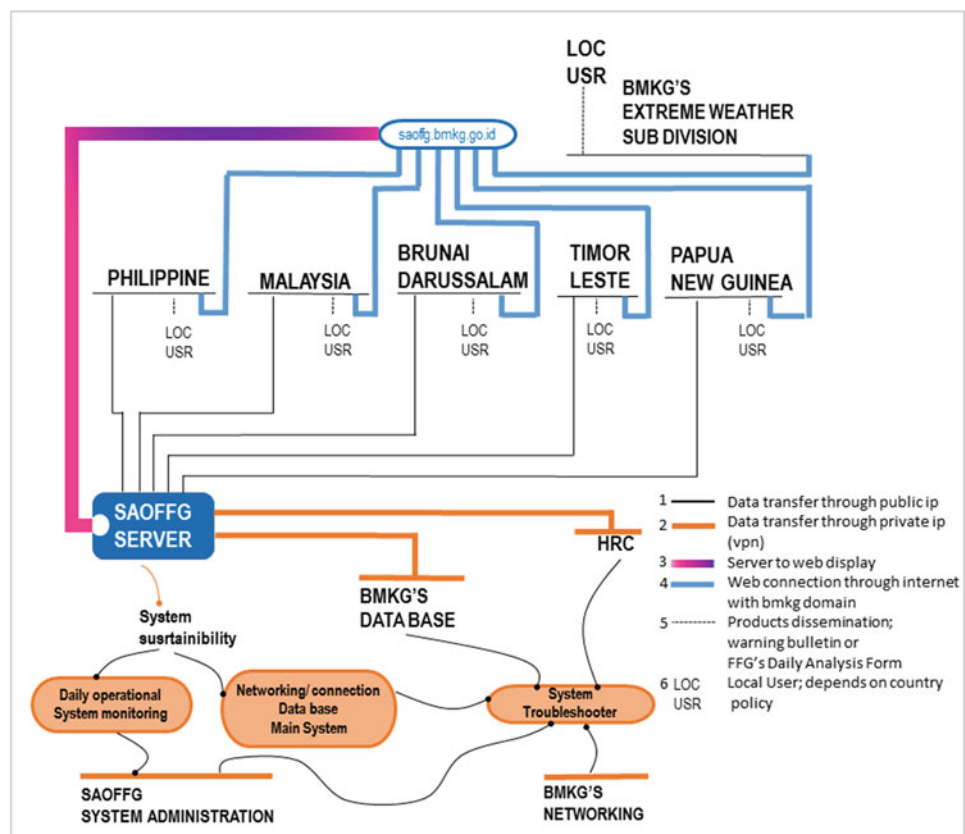 LOC
USR
BMKG'S
EXTREME WEATHER
SUB DIVISION
saoffg.bmkg.go.id
PHILIPPINE
MALAYSIA
BRUNAI
DARUSSALAM
TIMOR
LESTE
PAPUA
NEW GUINEA
LOC
USR
LOC
USR
LOC
USR
LOC
USR
LOC
USR
SAOFFG
SERVER
HRC
BMKG'S
DATA BASE
1 Data transfer through public ip
2 Data transfer through private ip
(vpn)
3 Server to web display
4 Web connection through internet
with bmkg domain
5 Products dissemination;
warning bulletin or
FFG's Daily Analysis Form
6 LOC Local User; depends on country
USR policy
System
susrtainibility
Daily operational
System monitoring
Networking/ connection
Data base
Main System
System
Troubleshooter
SAOFFG
SYSTEM ADMINISTRATION
BMKG'S
NETWORKING